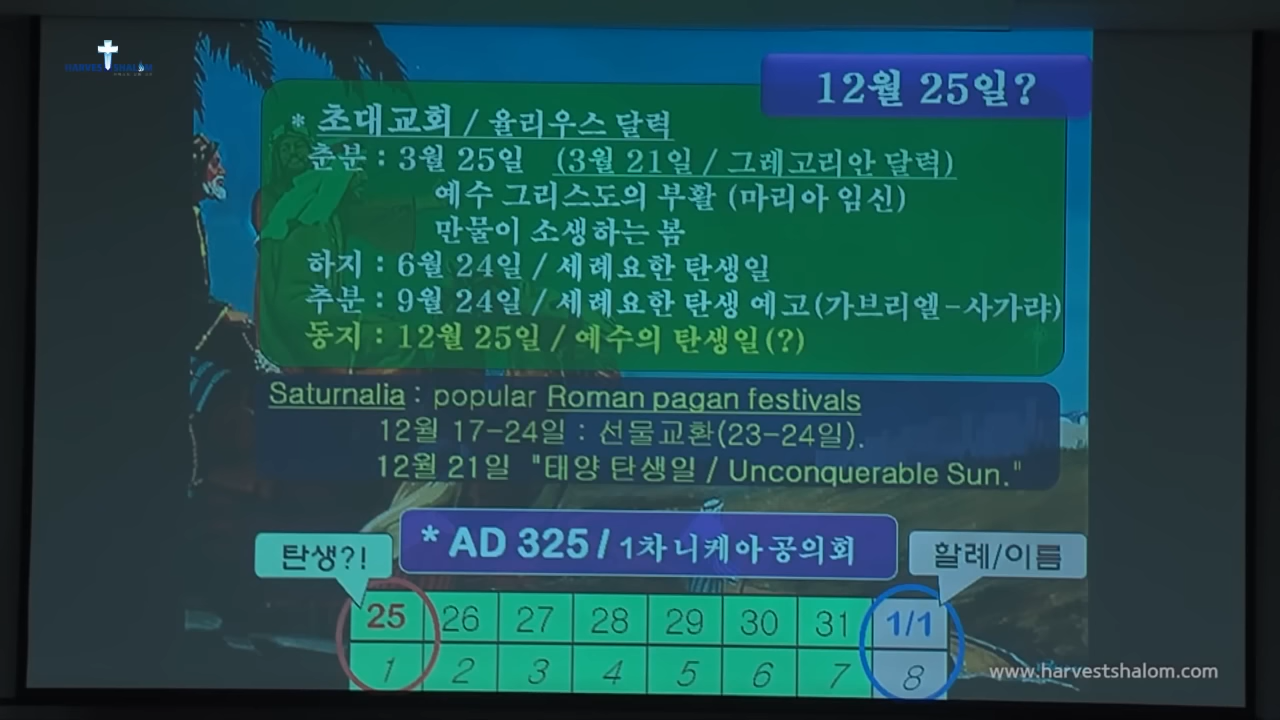 HARVEST SHALOM
12월 25일?
* 초대교회 / 율리우스 달력
춘분 : 3월 25일 (3월 21일 / 그레고리안 달력)
예수 그리스도의 부활 (마리아 임신)
만물이 소생하는 봄
하지 : 6월 24일 / 세례요한 탄생일
추분 : 9월 24일 / 세례요한 탄생 예고(가브리엘-사가랴)
동지 : 12월 25일 / 예수의 탄생일(?)
Saturnalia : popular Roman pagan festivals
12월 17-24일 : 선물교환(23-24일).
12월 21일 "태양 탄생일 / Unconquerable Sun."
탄생?!
* AD 325 / 1차니케아공의회
할례/이름
25 26 27 28 29 30 31 1/1
1 2 3 4 5 6 7 8
www.harvestshalom.com